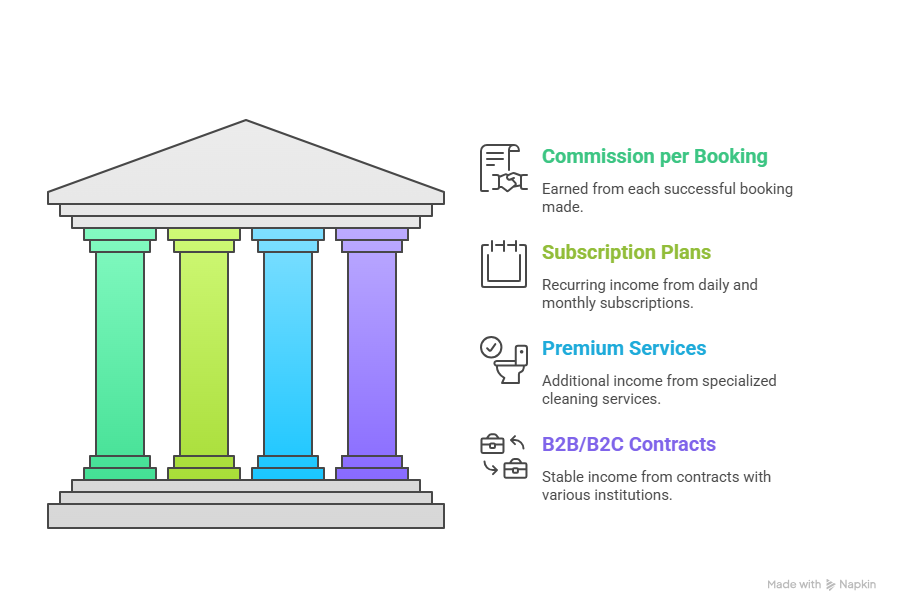 Commission per Booking
Earned from each successful booking
made.
Subscription Plans
Recurring income from daily and
monthly subscriptions.
Premium Services
Additional income from specialized
cleaning services.
B2B/B2C Contracts
Stable income from contracts with
various institutions.
Made with Napkin